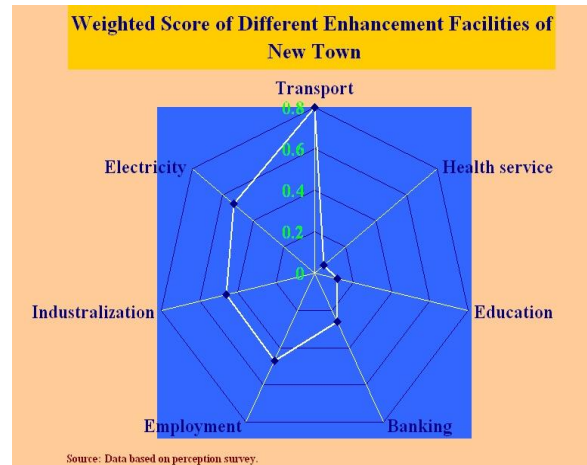 Weighted Score of Different Enhancement Facilities of
New Town
Transport
0.8
Electricity
Health service
0.6
0.4
0.2
0
Industralization
Education
Employment
Banking
Source: Data based on perception survey.